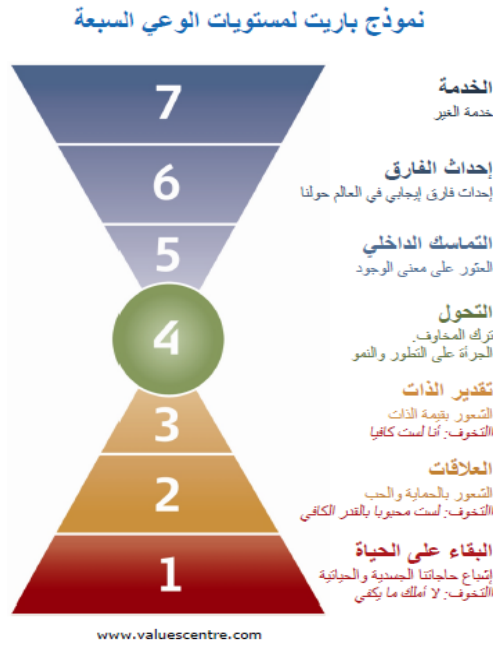 نموذج باريت لمستويات الوعي السبعة
7
الخدمة
خدمة الغير
6
إحداث الفارق
إحداث فارق إيجابي في العالم حولنا
5
التماسك الداخلي
العثور على معنى الوجود
4
التحول
ترك المخاوف.
الجرأة على التطور والنمو
3
تقدير الذات
الشعور بقيمة الذات
االتخوف: أنا لست كافيا
2
العلاقات
الشعور بالحماية والحب
االتخوف: لست محبوبا بالقدر الكافي
1
البقاء على الحياة
إشباع حاجاتنا الجسدية والحياتية
االتخوف: لا أملك ما يكفي
www.valuescentre.com